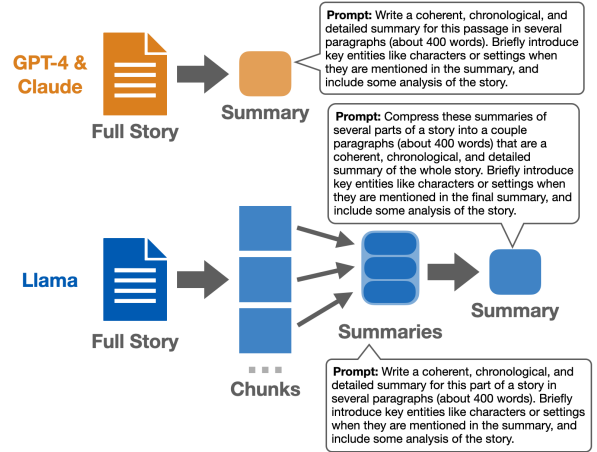 Prompt: Write a coherent, chronological, and
detailed summary for this passage in several
paragraphs (about 400 words). Briefly introduce
key entities like characters or settings when
they are mentioned in the summary, and
include some analysis of the story.
GPT-4 &
Claude
Full Story
Summary
Prompt: Compress these summaries of
several parts of a story into a couple
paragraphs (about 400 words) that are a
coherent, chronological, and detailed
summary of the whole story. Briefly introduce
key entities like characters or settings when
they are mentioned in the final summary, and
include some analysis of the story.
Llama
Full Story
Chunks
Summaries
Summary
Prompt: Write a coherent, chronological, and
detailed summary for this part of a story in
several paragraphs (about 400 words). Briefly
introduce key entities like characters or settings
when they are mentioned in the summary, and
include some analysis of the story.